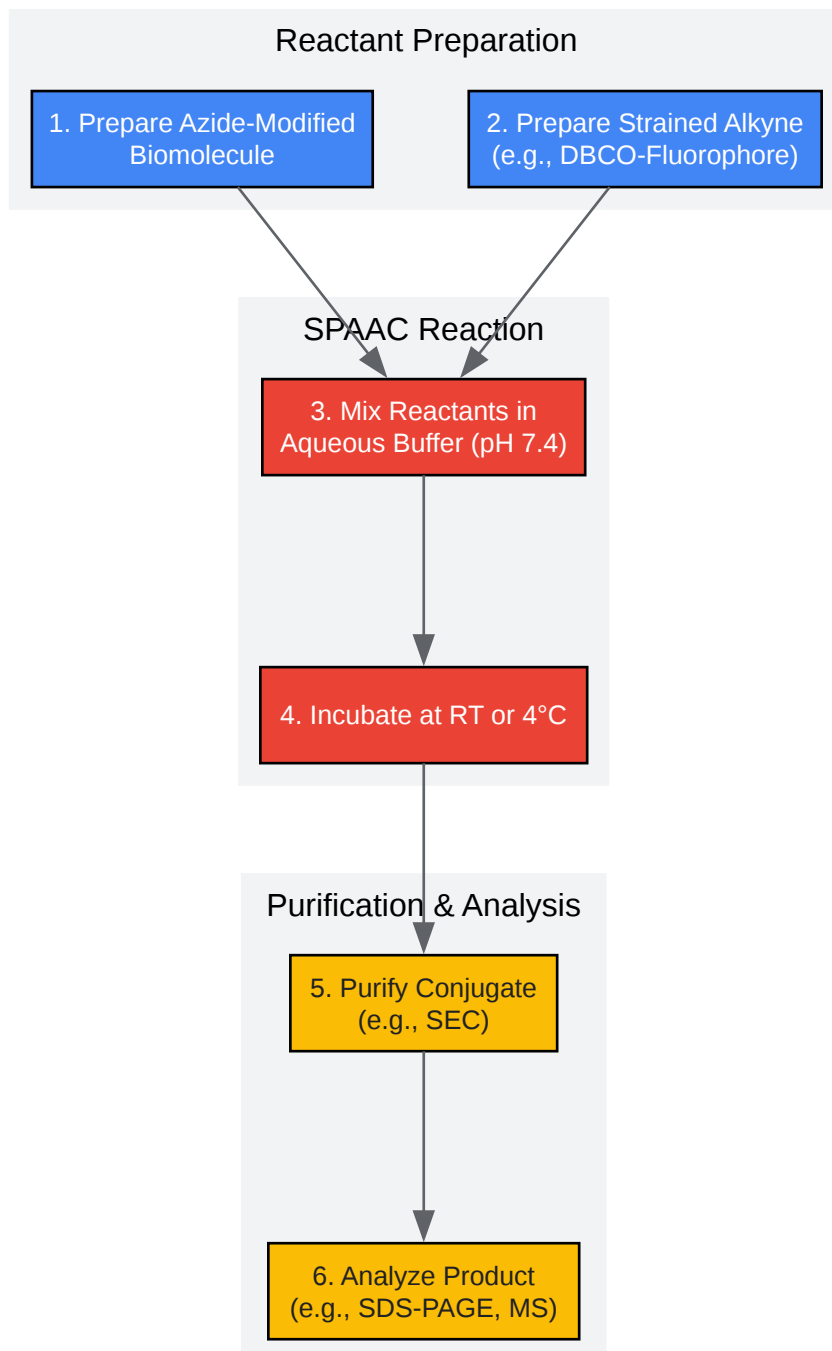 Reactant Preparation
1. Prepare Azide-Modified
Biomolecule
2. Prepare Strained Alkyne
(e.g., DBCO-Fluorophore)
SPAAC Reaction
3. Mix Reactants in
Aqueous Buffer (pH 7.4)
4. Incubate at RT or 4°C
Purification & Analysis
5. Purify Conjugate
(e.g., SEC)
6. Analyze Product
(e.g., SDS-PAGE, MS)